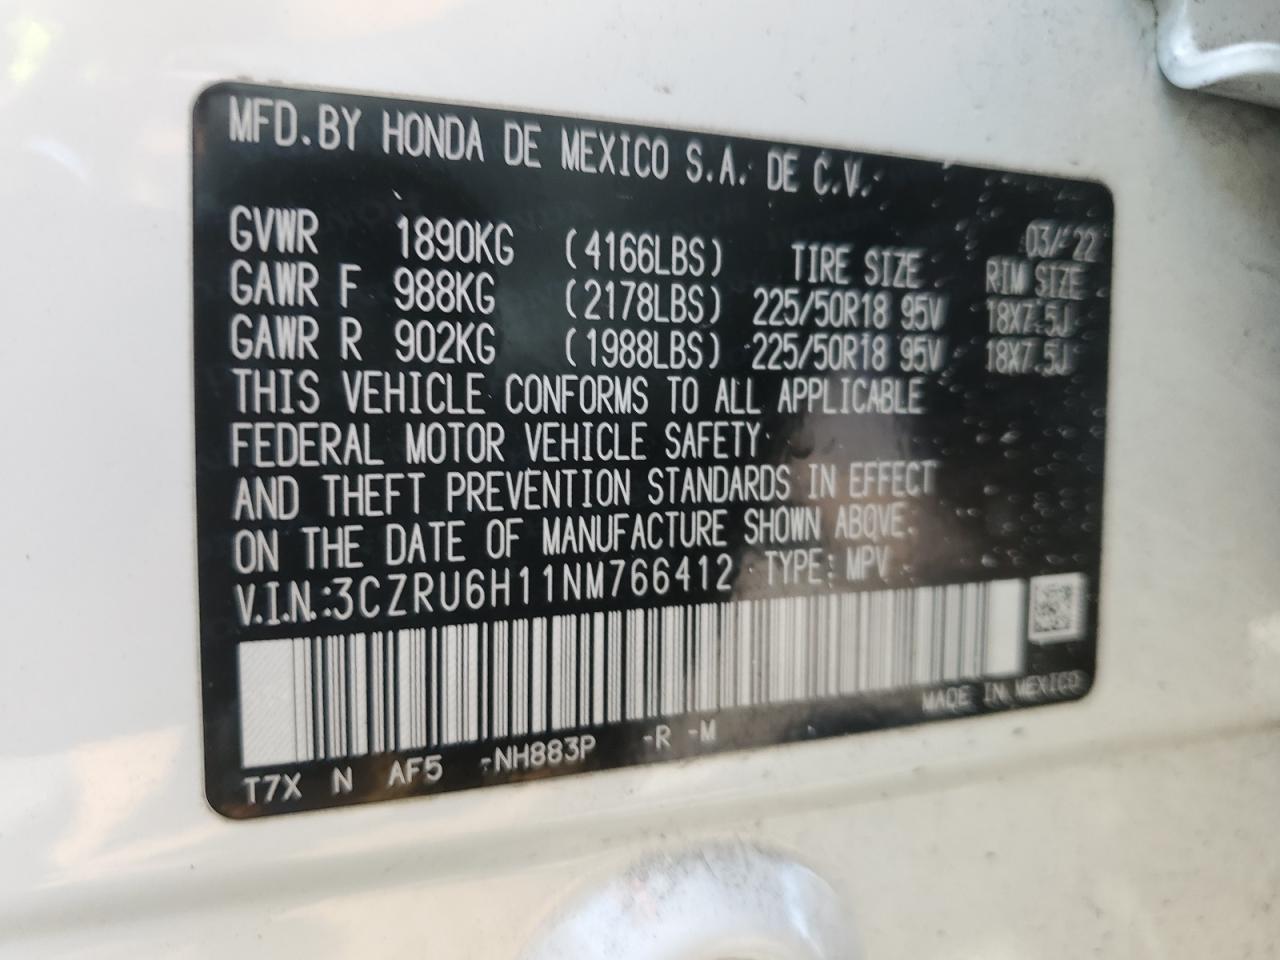 MFD.BY HONDA DE MEXICO S.A. DE C.V.
03/22
GVWR 1890KG (4166LBS) TIRE SIZE RIM SIZE
GAWR F 988KG (2178LBS) 225/50R18 95V 18X7.5J
GAWR R 902KG (1988LBS) 225/50R18 95V 18X7.5J
THIS VEHICLE CONFORMS TO ALL APPLICABLE
FEDERAL MOTOR VEHICLE SAFETY
AND THEFT PREVENTION STANDARDS IN EFFECT
ON THE DATE OF MANUFACTURE SHOWN ABOVE.
V.I.N.:3CZRU6H11NM766412 TYPE: MPV
MADE IN MEXICO
T7X N AF5 -NH883P -R -M